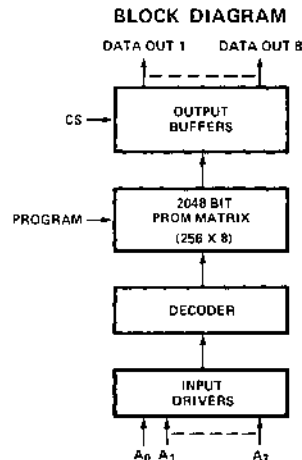 BLOCK DIAGRAM
DATA OUT 1 DATA OUT 8
CS
OUTPUT
BUFFERS
PROGRAM
2048 BIT
PROM MATRIX
(256 X 8)
DECODER
INPUT
DRIVERS
A0 A1 A7